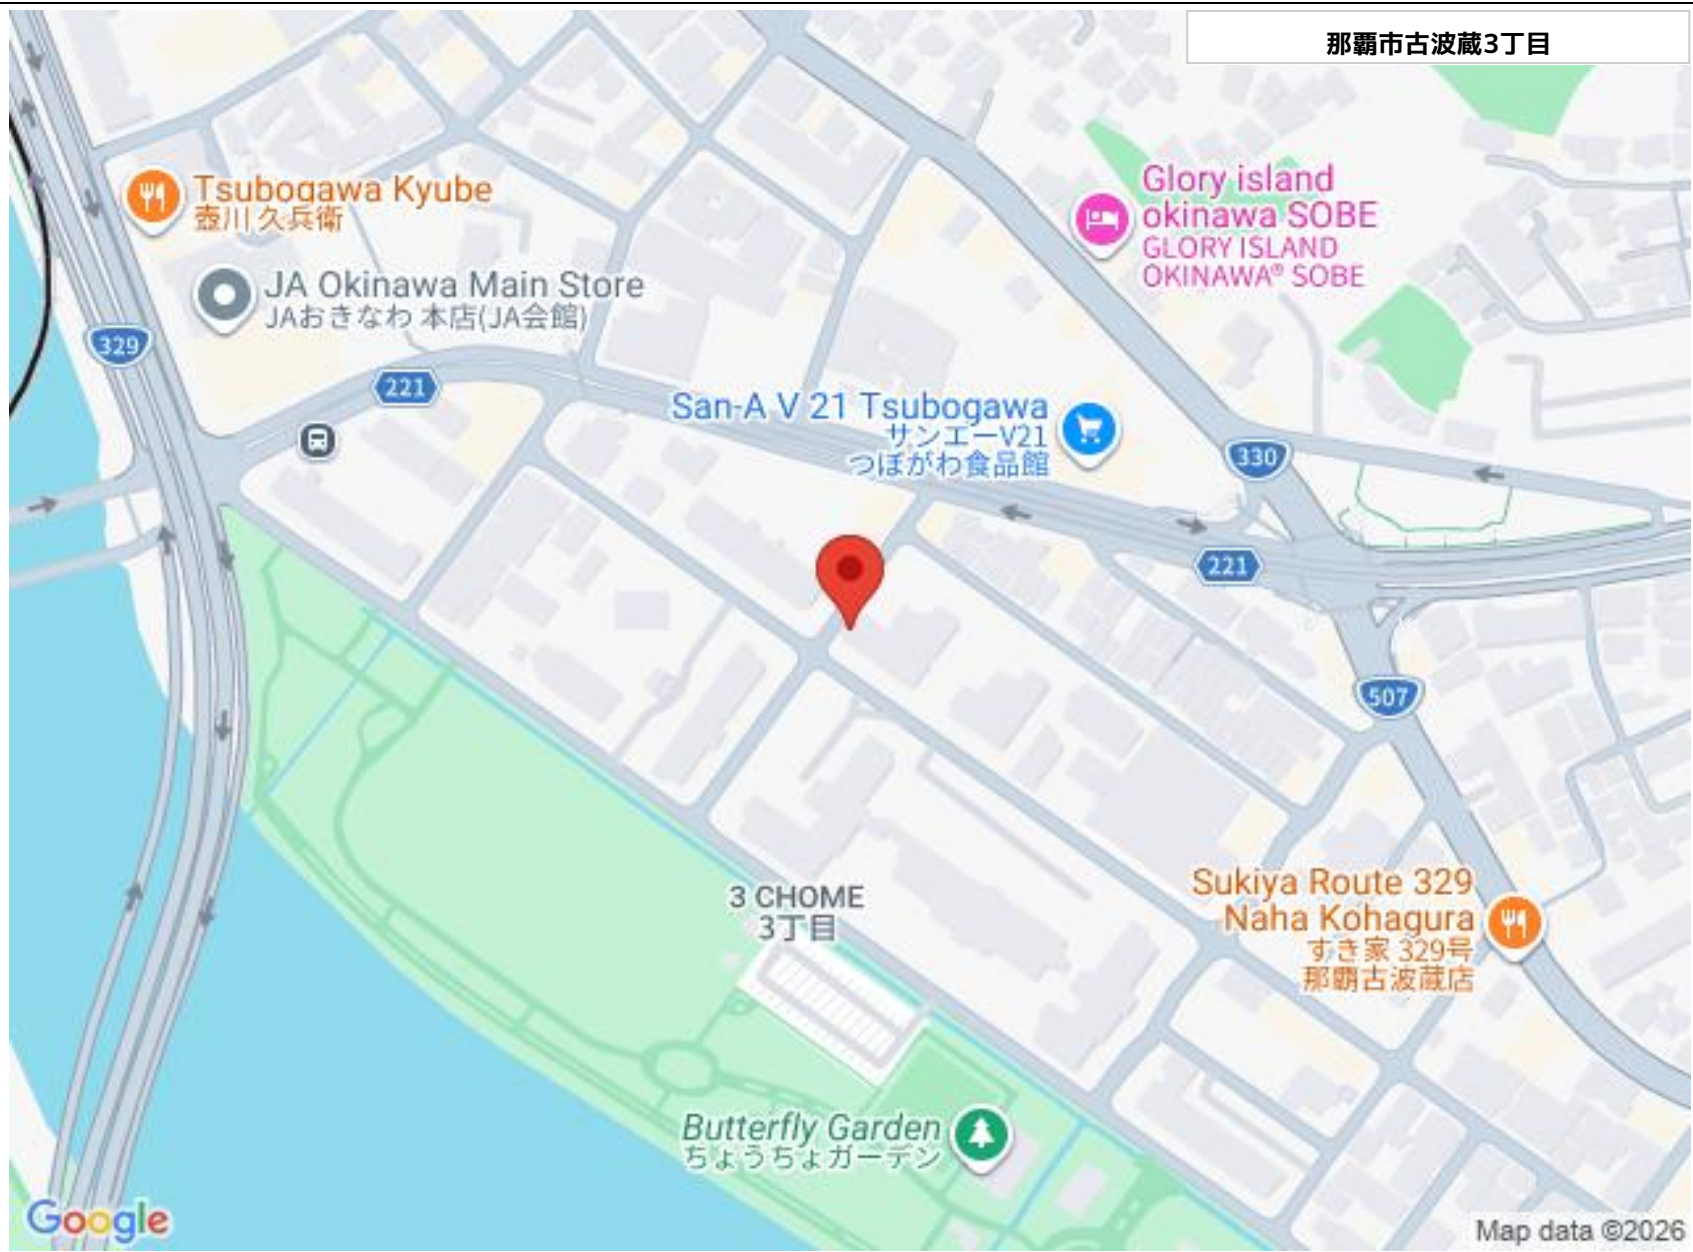 那覇市古波蔵3丁目
Tsubogawa Kyube
壺川 久兵衛
Glory island
okinawa SOBE
GLORY ISLAND
OKINAWA® SOBE
JA Okinawa Main Store
JAおきなわ 本店(JA会館)
329
221
San-A V 21 Tsubogawa
サンエーV21
つぼがわ食品館
330
221
507
Sukiya Route 329
Naha Kohagura
すき家 329号
那覇古波蔵店
3 CHOME
3丁目
Butterfly Garden
ちょうちょガーデン
Google
Map data ©2026